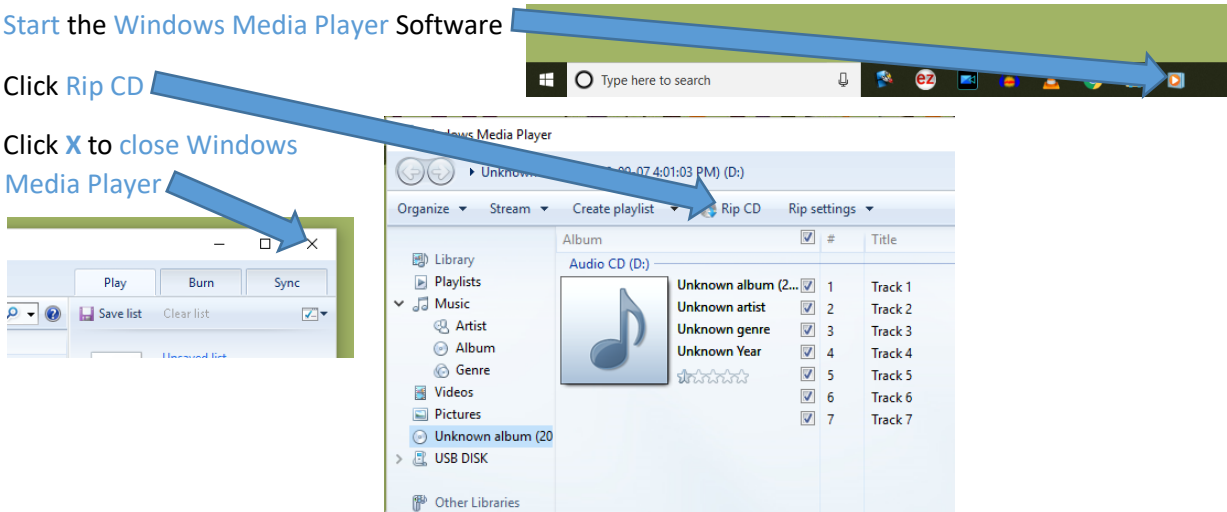 Start the Windows Media Player Software
Type here to search
ez
Click Rip CD
Click X to close Windows
Media Player
Media Player
4:01:03 PM) (D:)
Organize Stream Create playlist Rip CD Rip settings
Album # Title
Library
Playlists
Music
Artist
Album
Genre
Videos
Pictures
Unknown album (20
USB DISK
Other Libraries
Audio CD (D:)
Unknown album (2...
Unknown artist
Unknown genre
Unknown Year
1 Track 1
2 Track 2
3 Track 3
4 Track 4
5 Track 5
6 Track 6
7 Track 7
Play Burn Sync
Save list Clear list